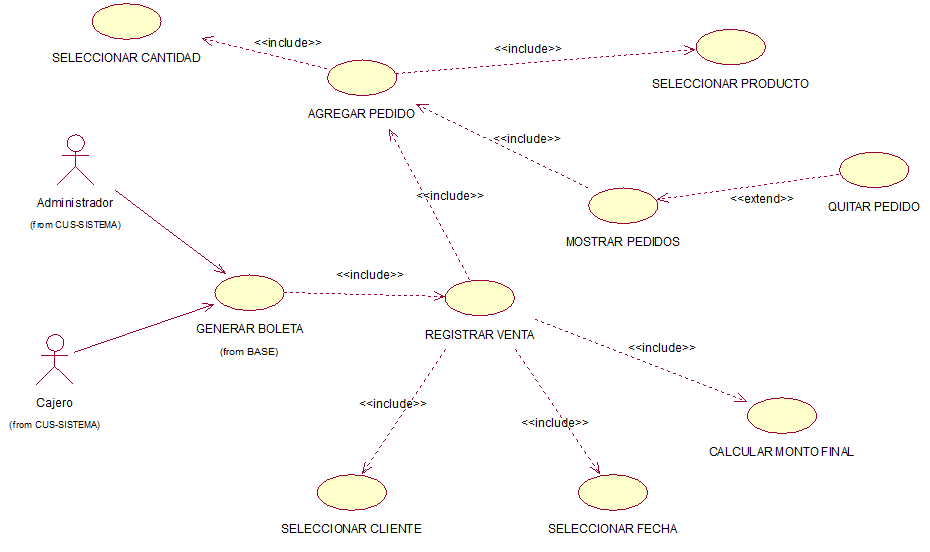 <<include>>
<<include>>
SELECCIONAR CANTIDAD
SELECCIONAR PRODUCTO
AGREGAR PEDIDO
<<include>>
Administrador
(from CUS-SISTEMA)
<<include>>
<<extend>>
QUITAR PEDIDO
MOSTRAR PEDIDOS
<<include>>
GENERAR BOLETA
(from BASE)
REGISTRAR VENTA
<<include>>
Cajero
(from CUS-SISTEMA)
<<include>>
<<include>>
CALCULAR MONTO FINAL
SELECCIONAR CLIENTE
SELECCIONAR FECHA